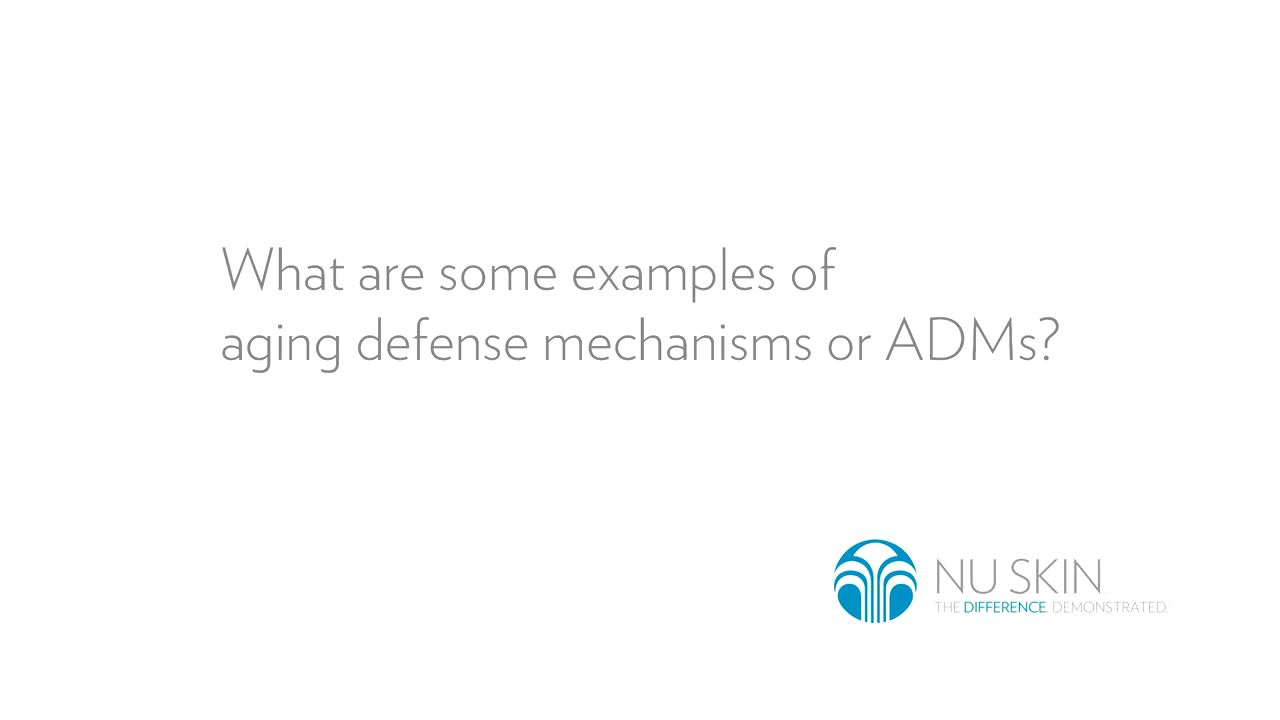 What are some examples of
aging defense mechanisms or ADMs?
NU SKIN
THE DIFFERENCE. DEMONSTRATED.